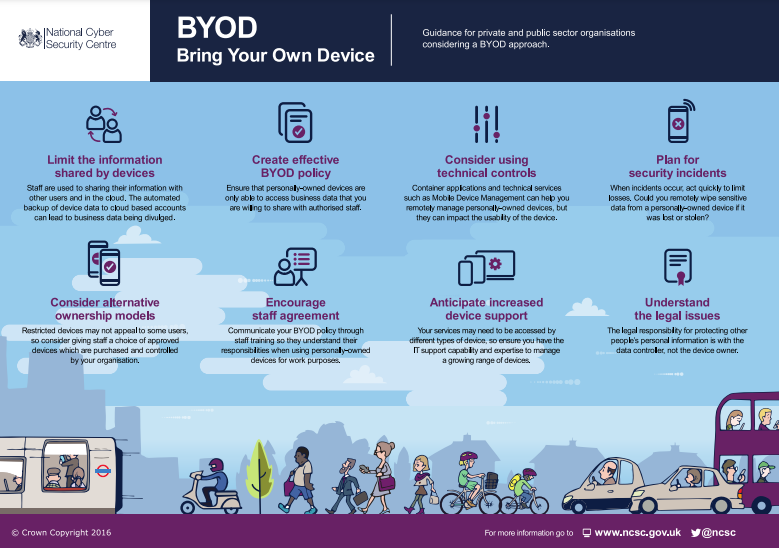 National Cyber
Security Centre
BYOD
Bring Your Own Device
Guidance for private and public sector organisations
considering a BYOD approach.
Limit the information
shared by devices
Staff are used to sharing their information with
other users and in the cloud. The automated
backup of device data to cloud based accounts
can lead to business data being divulged.
Create effective
BYOD policy
Ensure that personally-owned devices are
only able to access business data that you
are willing to share with authorised staff.
Consider using
technical controls
Container applications and technical services
such as Mobile Device Management can help you
remotely manage personally-owned devices, but
they can impact the usability of the device.
Plan for
security incidents
When incidents occur, act quickly to limit
losses. Could you remotely wipe sensitive
data from a personally-owned device if it
was lost or stolen?
Consider alternative
ownership models
Restricted devices may not appeal to some users,
so consider giving staff a choice of approved
devices which are purchased and controlled
by your organisation.
Encourage
staff agreement
Communicate your BYOD policy through
staff training so they understand their
responsibilities when using personally-owned
devices for work purposes.
Anticipate increased
device support
Your services may need to be accessed by
different types of device, so ensure you have the
IT support capability and expertise to manage
a growing range of devices.
Understand
the legal issues
The legal responsibility for protecting other
people's personal information is with the
data controller, not the device owner.
© Crown Copyright 2016
For more information go to www.ncsc.gov.uk @ncsc